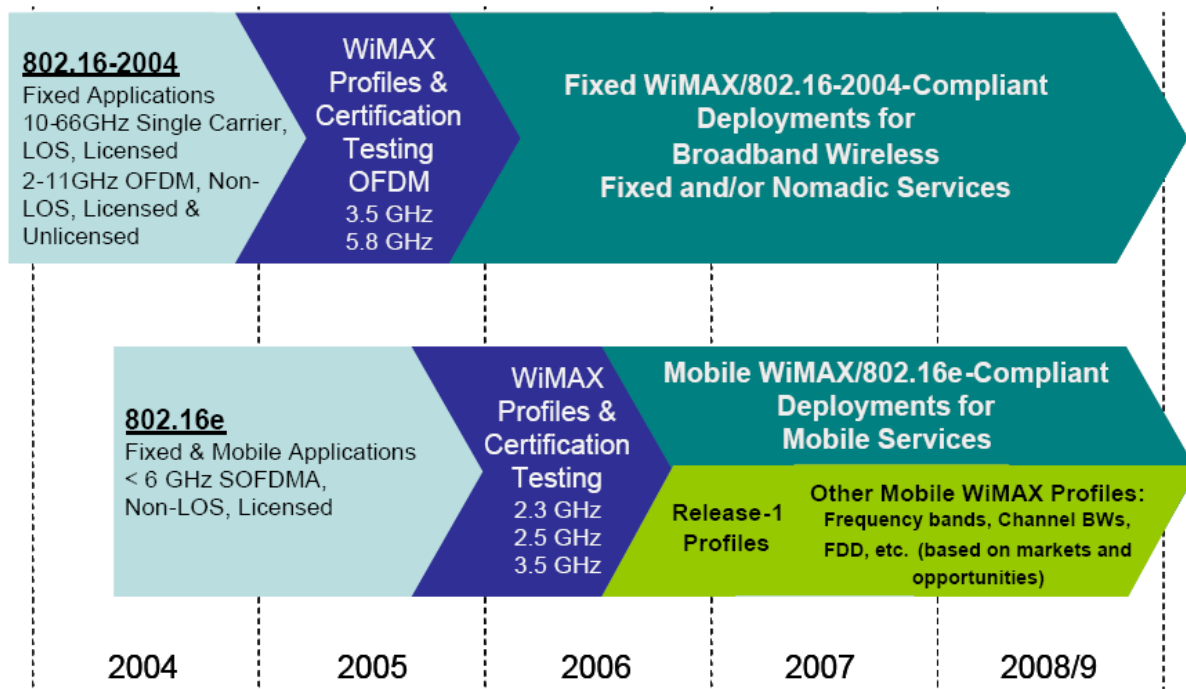 802.16-2004
Fixed Applications
10-66GHz Single Carrier,
LOS, Licensed
2-11GHz OFDM, Non-
LOS, Licensed &
Unlicensed
WiMAX
Profiles &
Certification
Testing
OFDM
3.5 GHz
5.8 GHz
Fixed WiMAX/802.16-2004-Compliant
Deployments for
Broadband Wireless
Fixed and/or Nomadic Services
802.16e
Fixed & Mobile Applications
< 6 GHz SOFDMA,
Non-LOS, Licensed
WiMAX
Profiles &
Certification
Testing
2.3 GHz
2.5 GHz
3.5 GHz
Mobile WiMAX/802.16e-Compliant
Deployments for
Mobile Services
Release-1
Profiles
Other Mobile WiMAX Profiles:
Frequency bands, Channel BWs,
FDD, etc. (based on markets and
opportunities)
2004 2005 2006 2007 2008/9